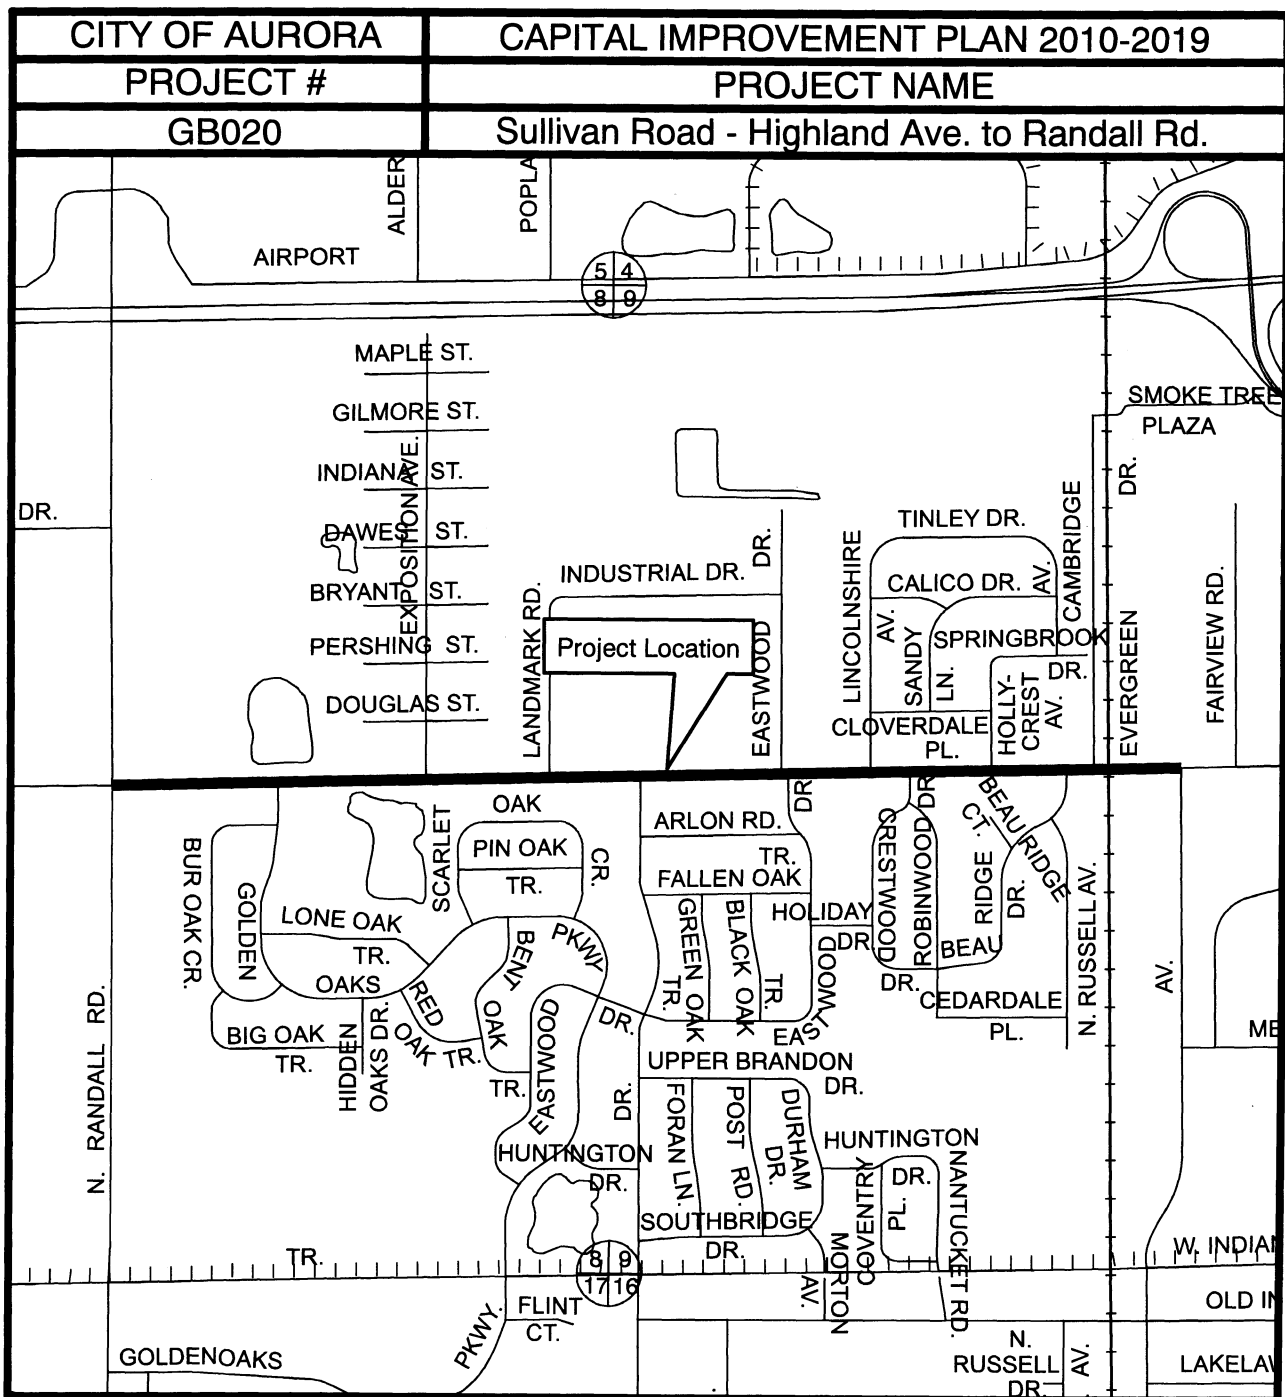 CITY OF AURORA
CAPITAL IMPROVEMENT PLAN 2010-2019
PROJECT #
PROJECT NAME
GB020
Sullivan Road - Highland Ave. to Randall Rd.
ALDER
POPLA
AIRPORT
5 4
8 9
MAPLE ST.
GILMORE ST.
INDIANA ST.
DAWES ST.
BRYANT ST.
PERSHING ST.
DOUGLAS ST.
EXPOSITION AVE.
DR.
SMOKE TREE
PLAZA
DR.
EVERGREEN
CAMBRIDGE
AV.
FAIRVIEW RD.
TINLEY DR.
CALICO DR.
LINCOLNSHIRE
AV.
SANDY
LN.
SPRINGBROOK
DR.
HOLLY-
CREST
AV.
CLOVERDALE
PL.
INDUSTRIAL DR.
LANDMARK RD.
EASTWOOD
DR.
Project Location
OAK
SCARLET
PIN OAK
TR.
CR.
BUR OAK CR.
GOLDEN
LONE OAK
TR.
OAKS
BIG OAK
TR.
HIDDEN
OAKS DR.
RED
OAK TR.
BENT
OAK
TR.
PKWY
EASTWOOD
DR.
ARLON RD.
DR
TR.
FALLEN OAK
GREEN OAK
TR.
BLACK OAK
TR.
HOLIDAY
DR.
EASTWOOD
CRESTWOOD
DR.
ROBINWOOD DR
BEAU RIDGE
CT.
BEAU
RIDGE
DR.
CEDARDALE
PL.
N. RUSSELL AV.
AV.
ME
N. RANDALL RD.
UPPER BRANDON
DR.
DR.
FORAN LN.
POST RD.
DURHAM
DR.
HUNTINGTON
DR.
HUNTINGTON
DR.
COVENTRY
PL.
NANTUCKET RD.
SOUTHBRIDGE
DR.
MORTON
AV.
TR.
8 9
17 16
W. INDIAN
OLD IN
FLINT
CT.
PKWY.
GOLDENOAKS
N.
RUSSELL
DR.
AV.
LAKELAW